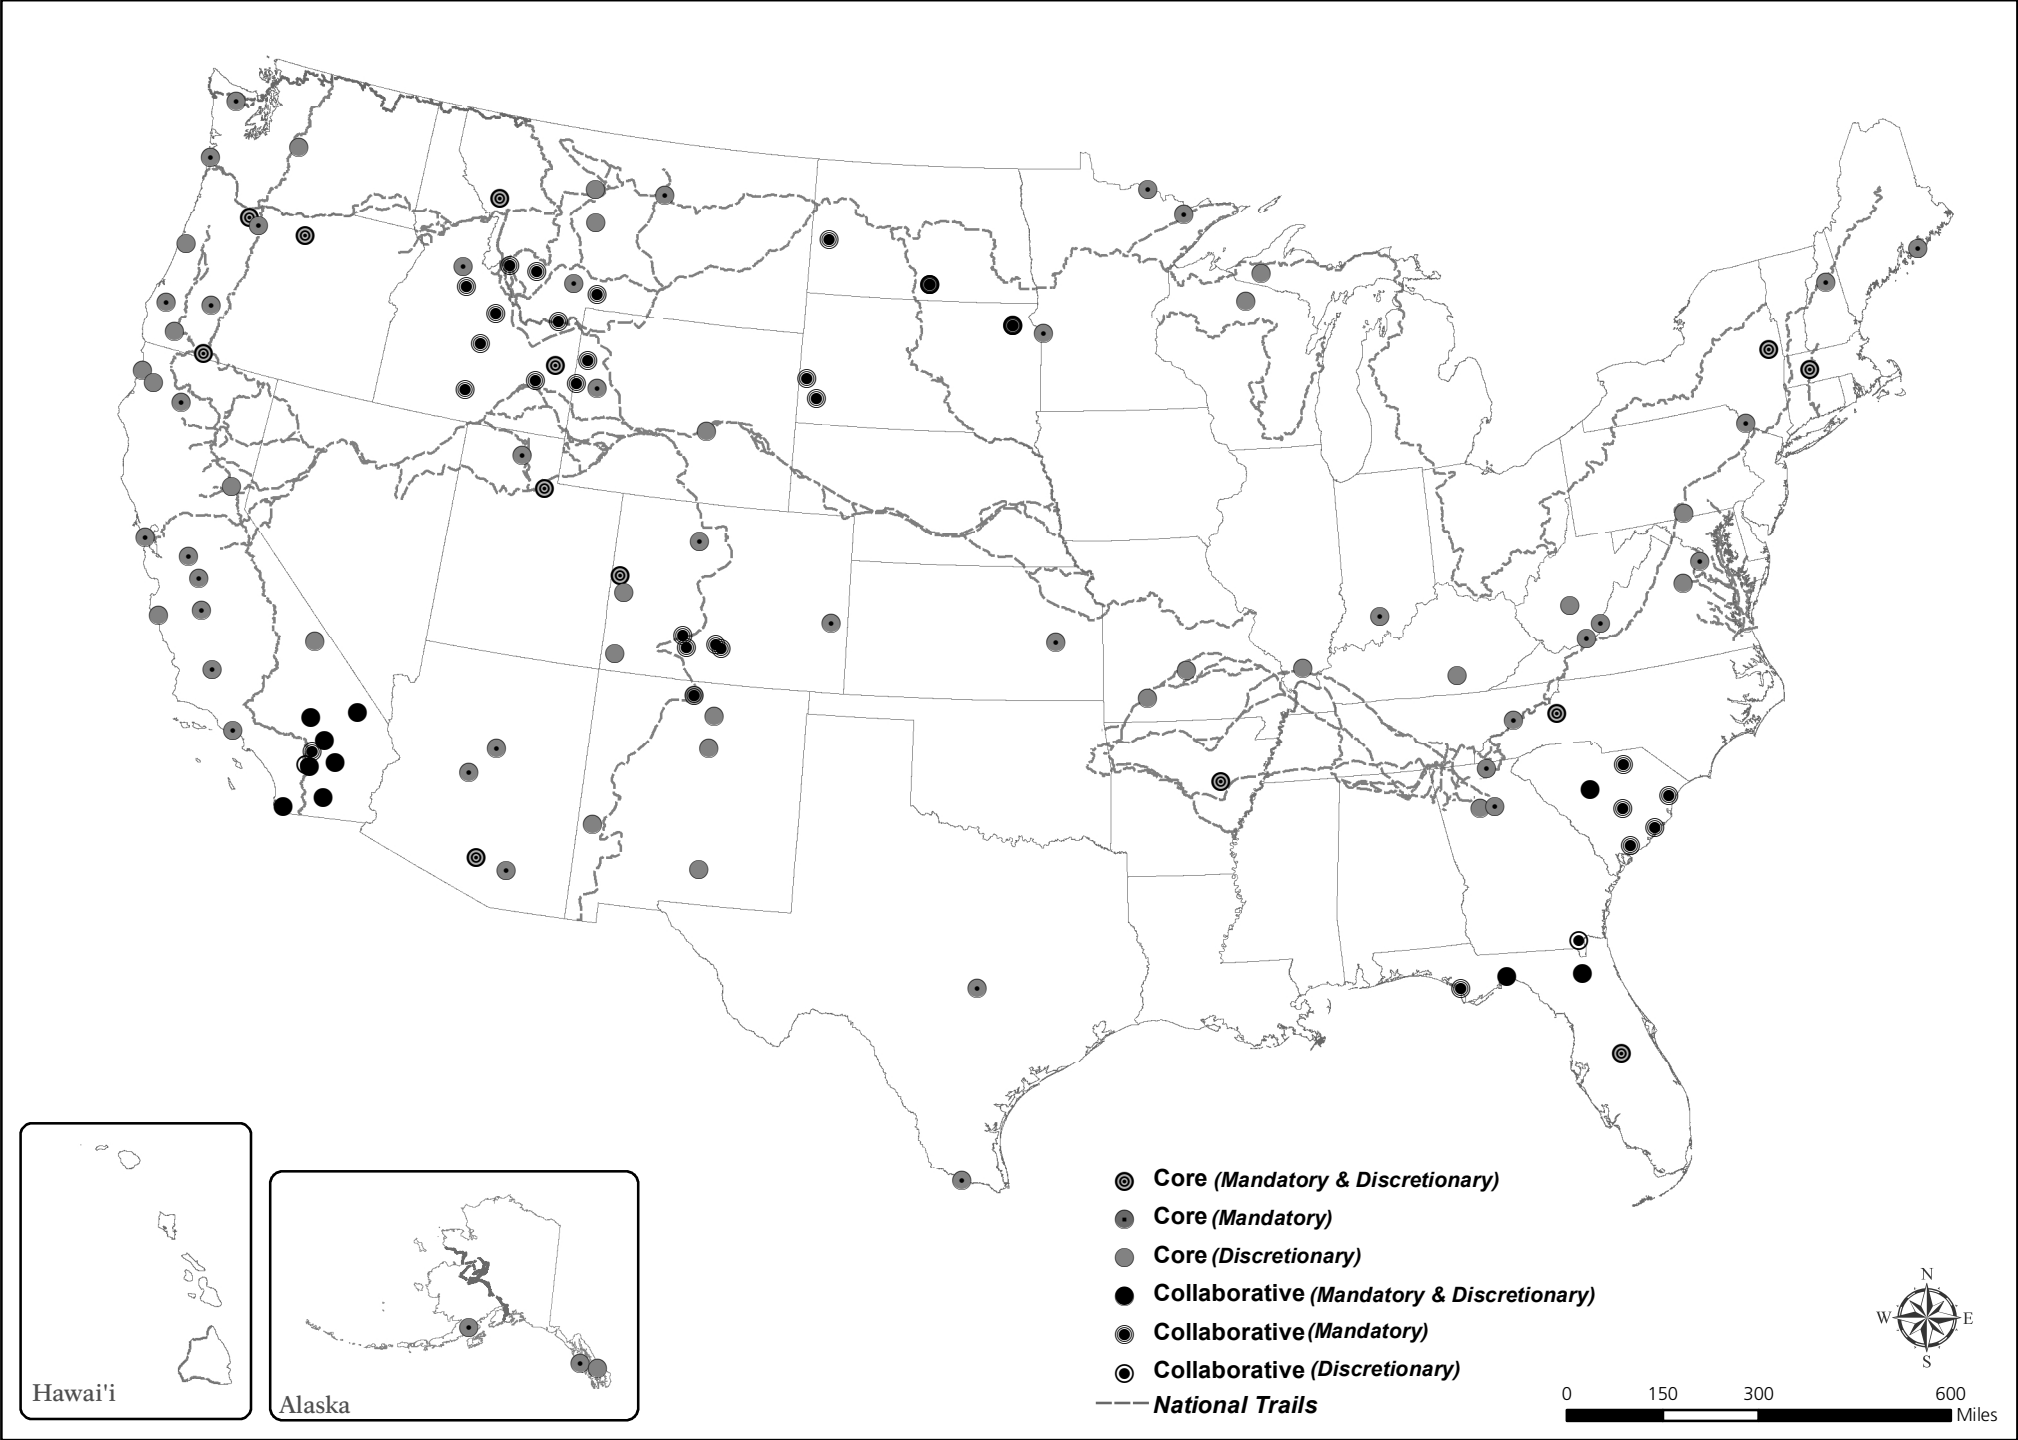 Core (Mandatory & Discretionary)
Core (Mandatory)
Core (Discretionary)
Collaborative (Mandatory & Discretionary)
Collaborative (Mandatory)
Collaborative (Discretionary)
National Trails
Hawai'i
Alaska
N
W E
S
0 150 300 600
Miles